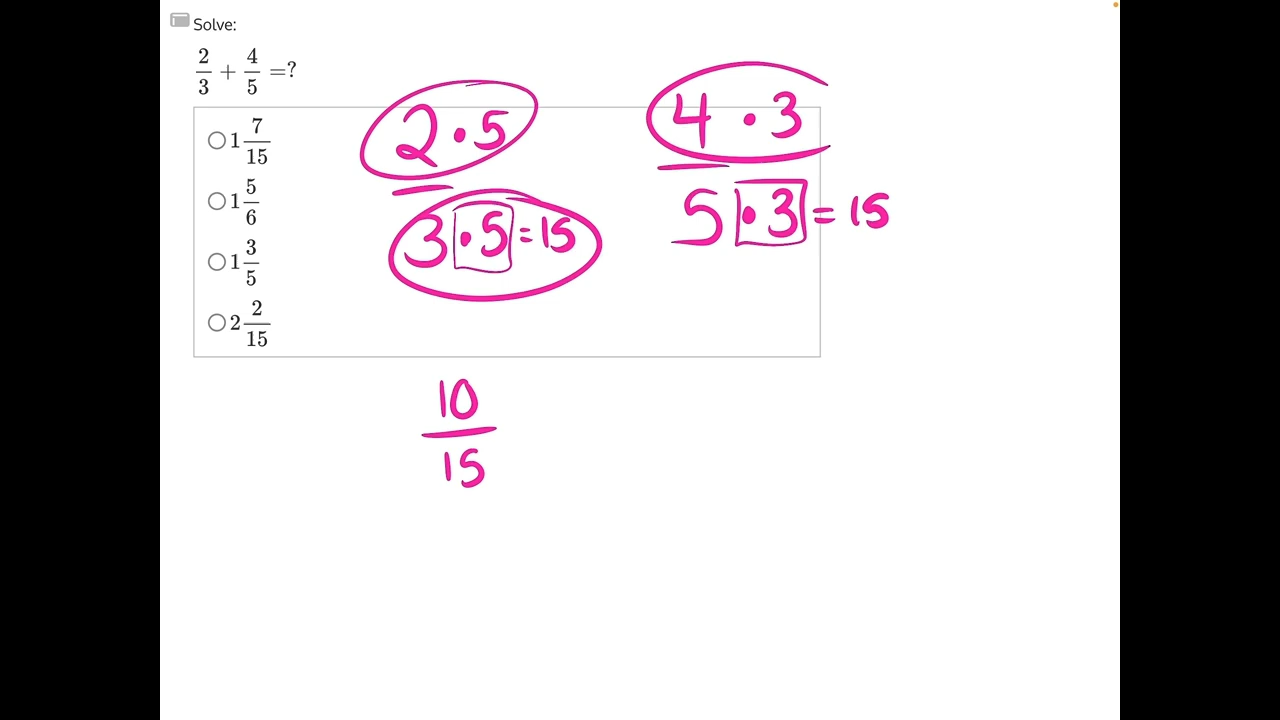 Solve:
2/3 + 4/5 =?
1 7/15
1 5/6
1 3/5
2 2/15
2 • 5
3 • 5 = 15
4 • 3
5 • 3 = 15
10
15